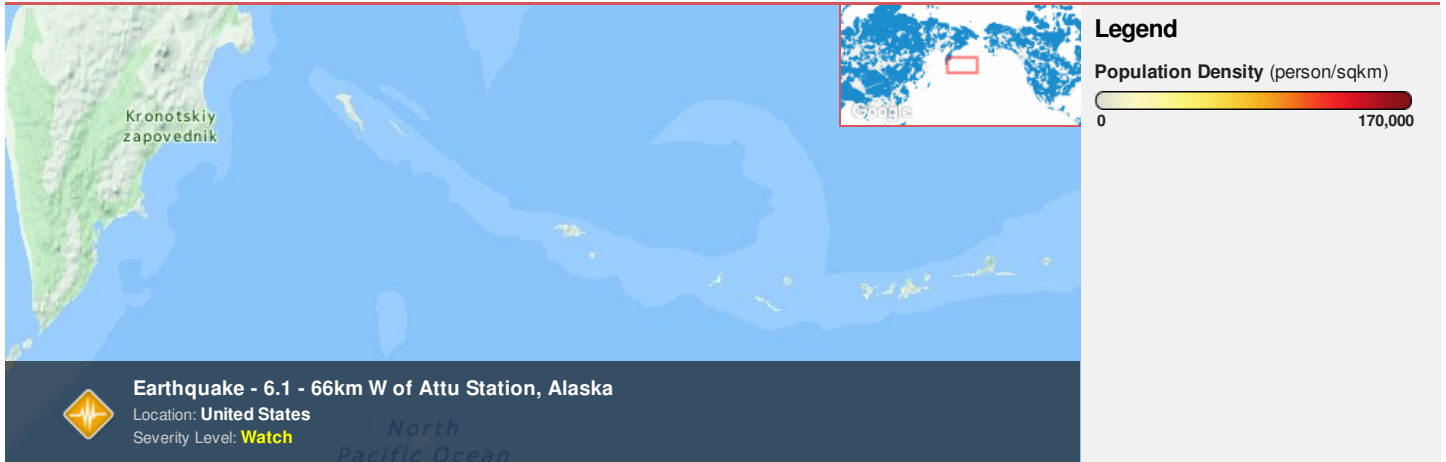 Kronotskiy
zapovednik
Google
Legend
Population Density (person/sqkm)
0 170,000
Earthquake - 6.1 - 66km W of Attu Station, Alaska
Location: United States
Severity Level: Watch
North
Pacific Ocean